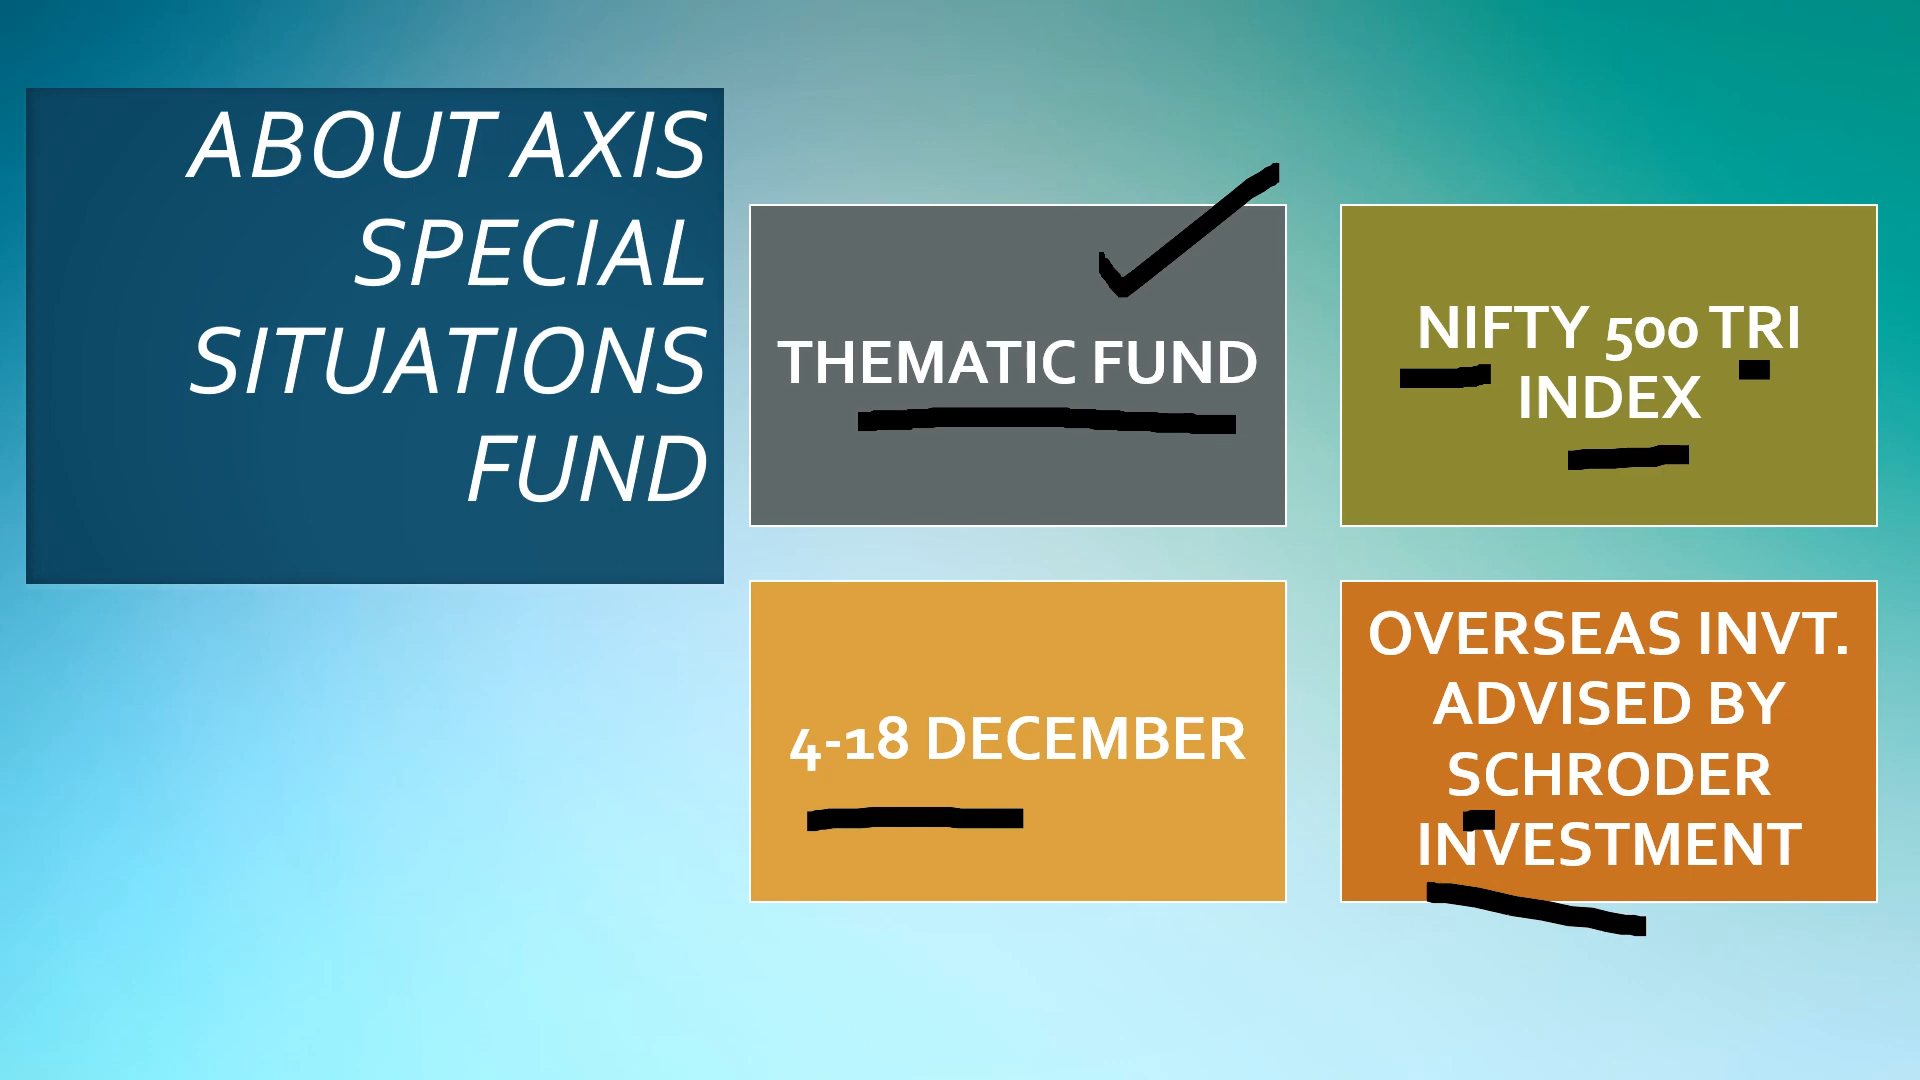 ABOUT AXIS
SPECIAL
SITUATIONS
FUND
THEMATIC FUND
NIFTY 500 TRI
INDEX
4-18 DECEMBER
OVERSEAS INVT.
ADVISED BY
SCHRODER
INVESTMENT